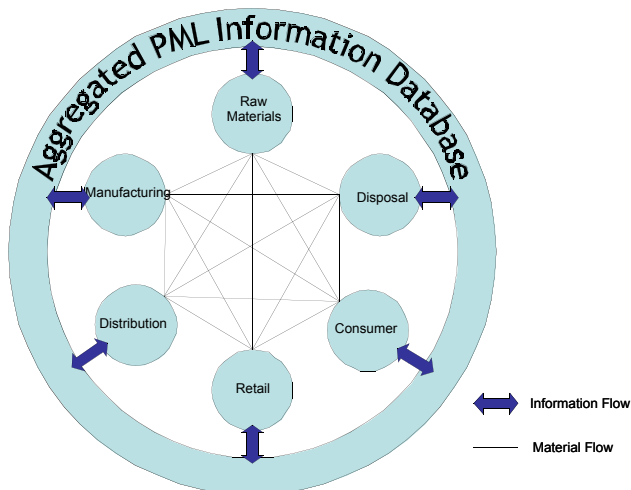 Aggregated PML Information Database
Raw
Materials
Manufacturing
Disposal
Distribution
Consumer
Retail
Information Flow
Material Flow